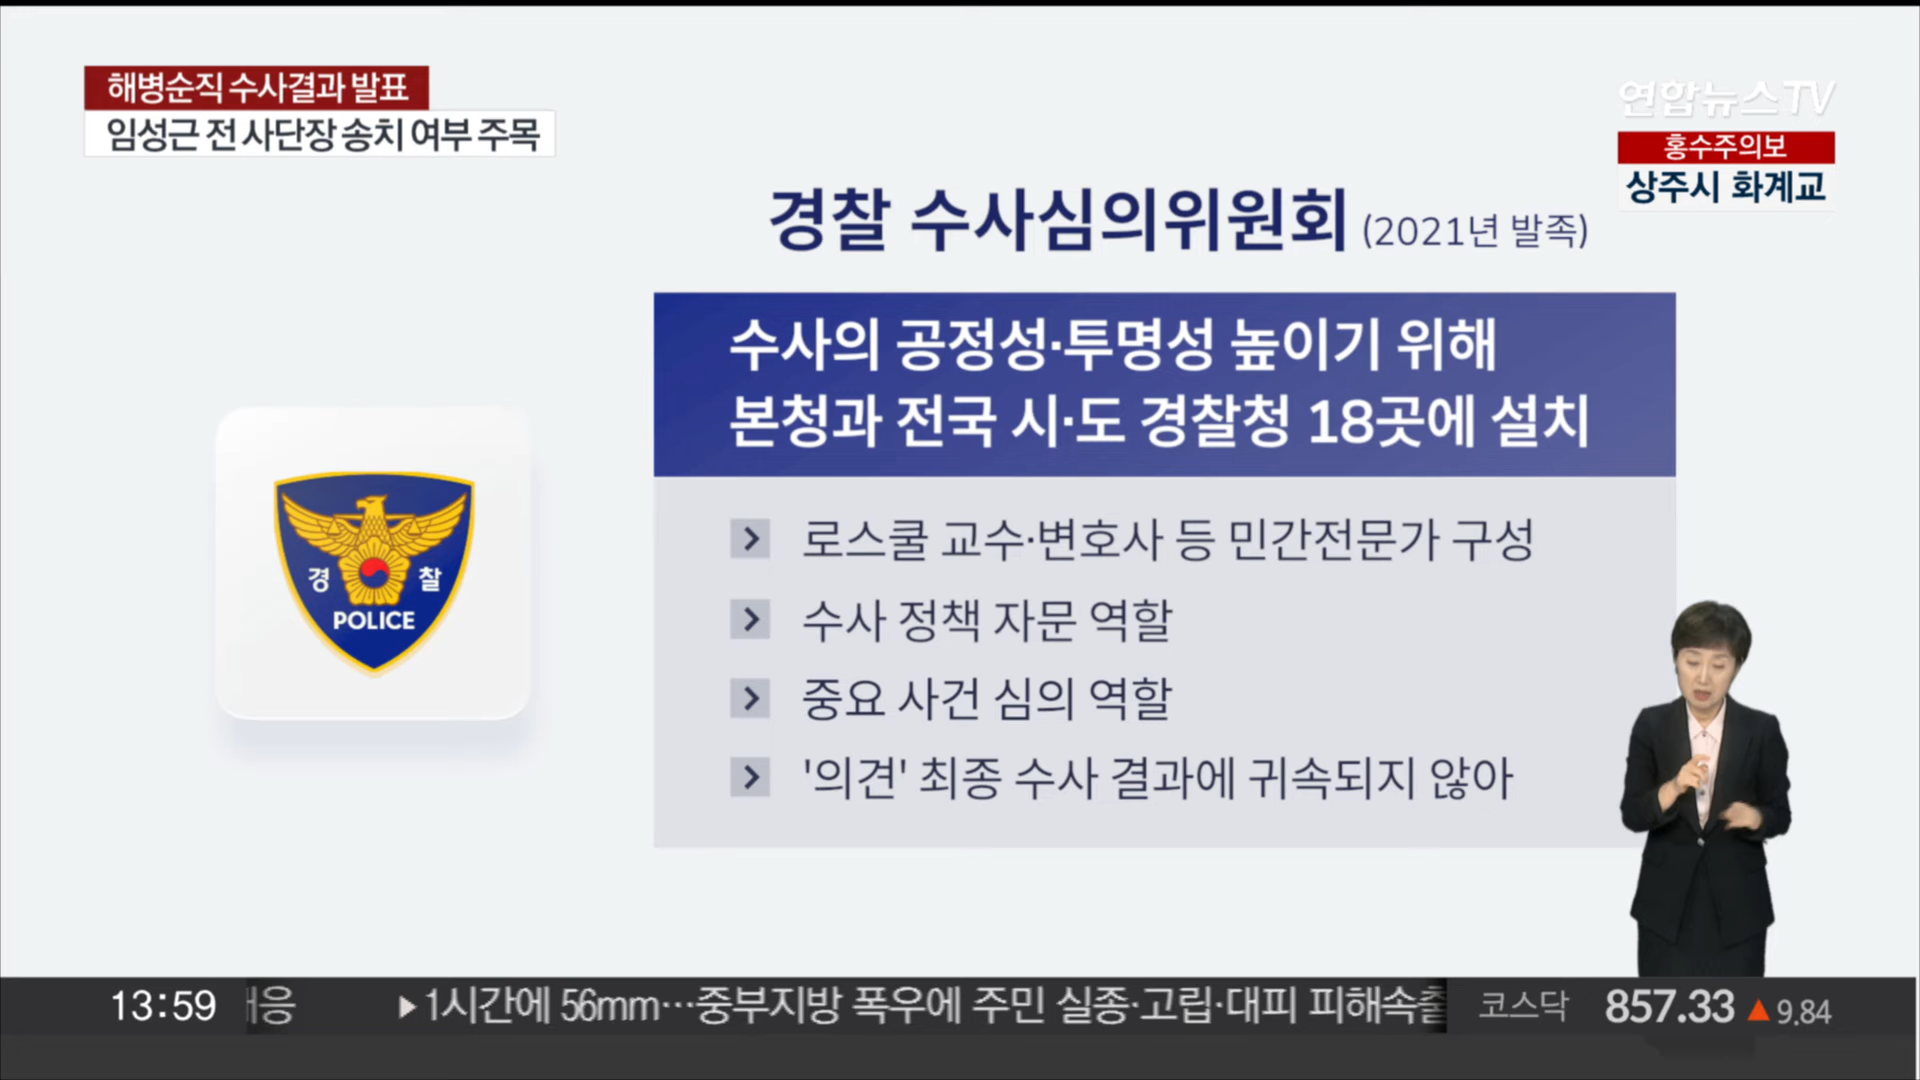 해병순직 수사결과 발표
임성근 전 사단장 송치 여부 주목
연합뉴스TV
홍수주의보
상주시 화계교
경찰 수사심의위원회 (2021년 발족)
수사의 공정성·투명성 높이기 위해
본청과 전국 시·도 경찰청 18곳에 설치
로스쿨 교수·변호사 등 민간전문가 구성
수사 정책 자문 역할
중요 사건 심의 역할
'의견' 최종 수사 결과에 귀속되지 않아
경 찰
POLICE
13:59 ▶1시간에 56mm…중부지방 폭우에 주민 실종·고립·대피 피해속출 코스닥 857.33 ▲9.84